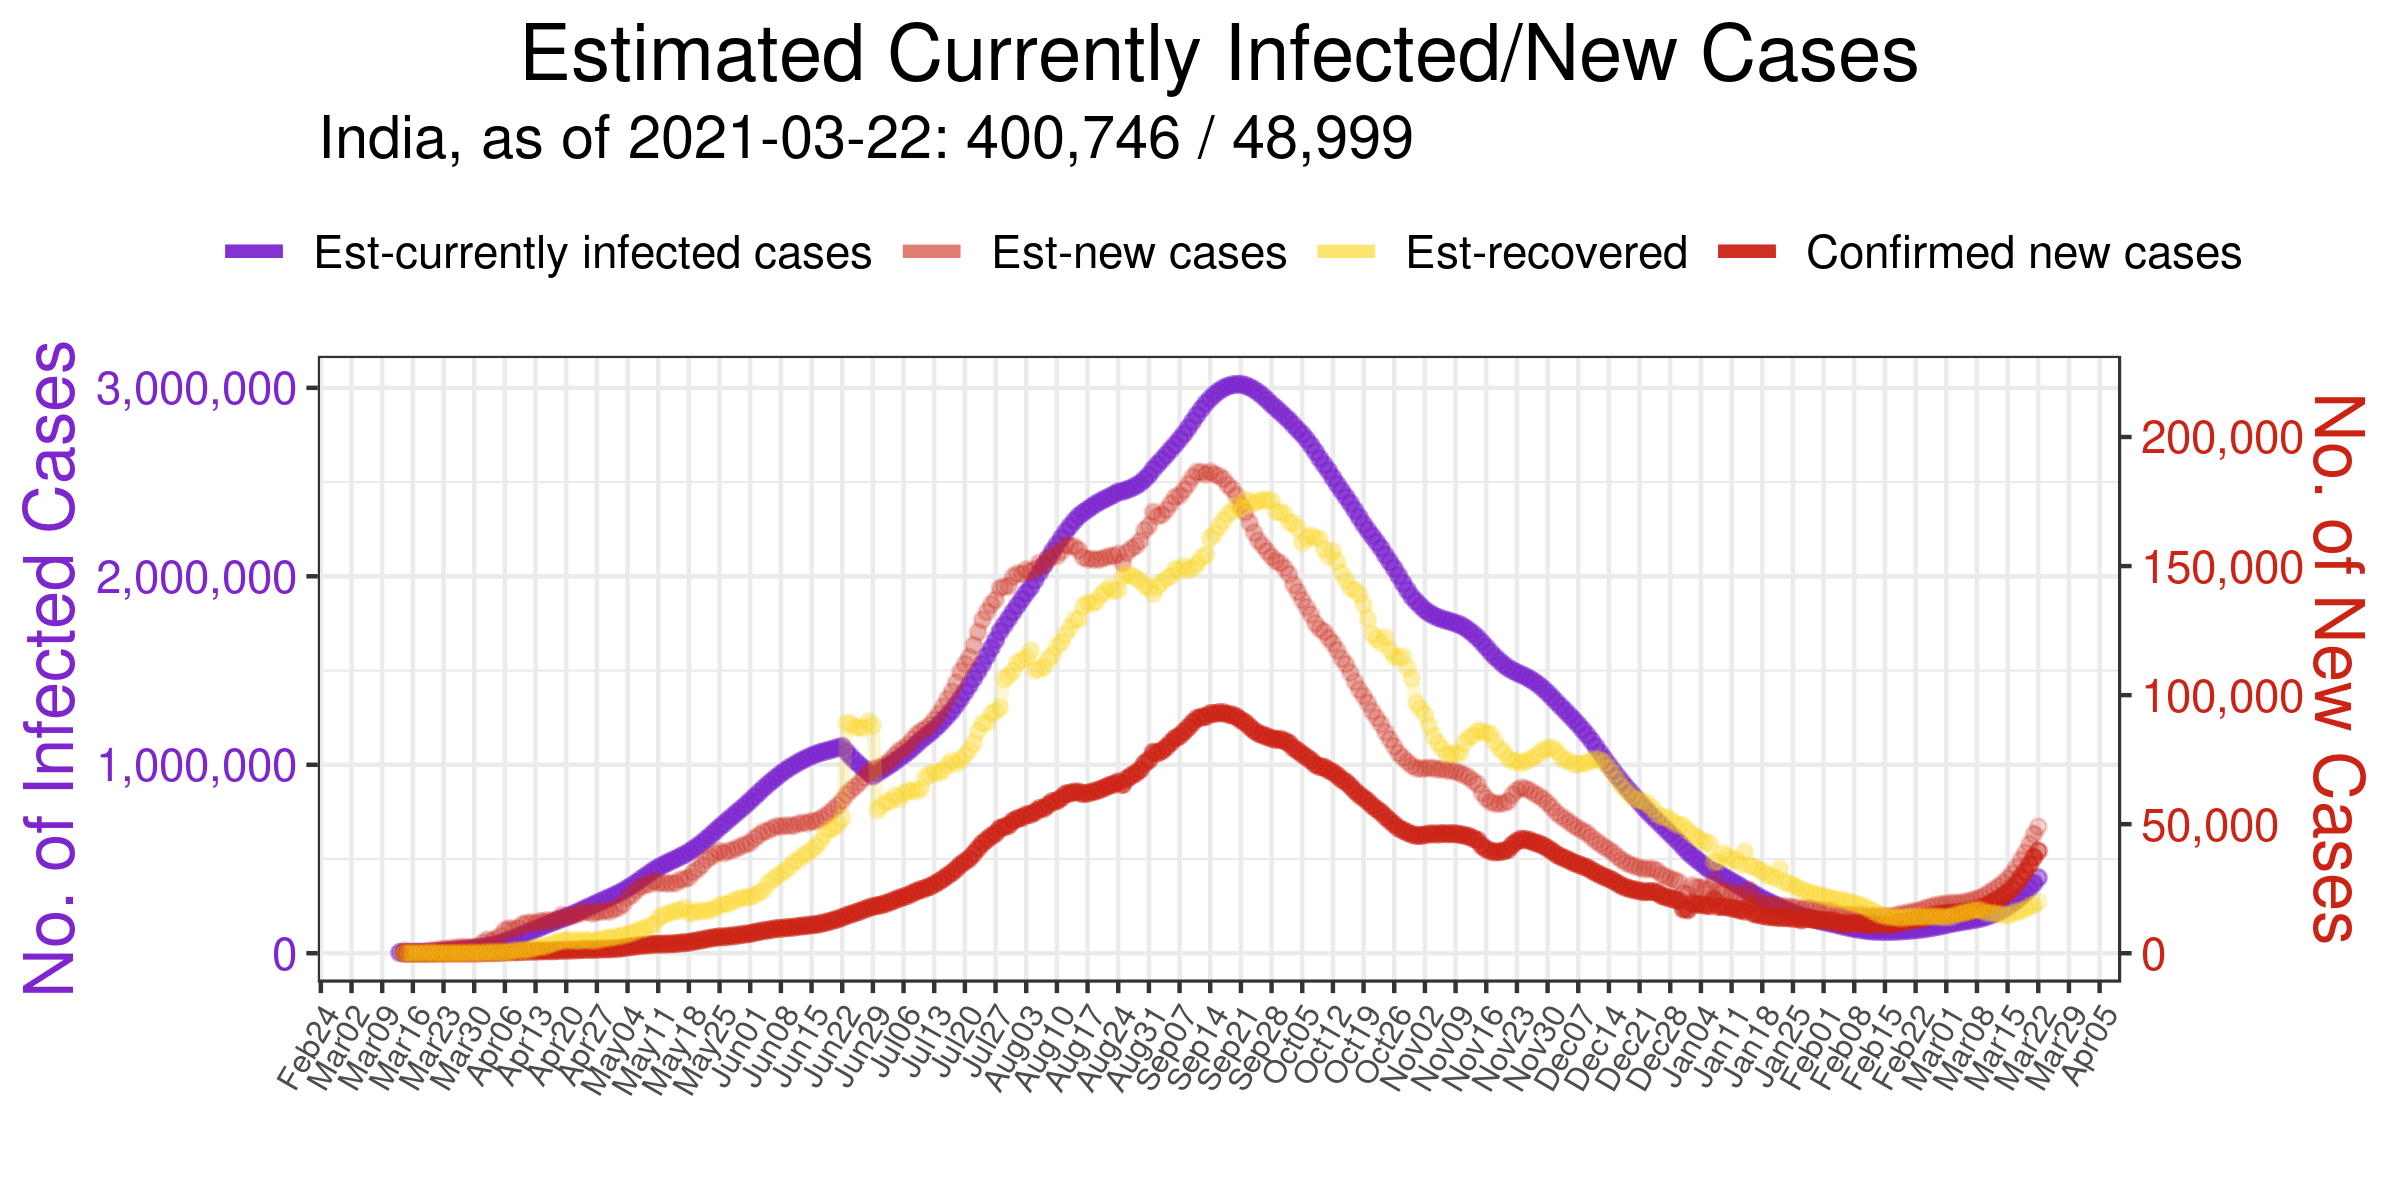 Estimated Currently Infected/New Cases
India, as of 2021-03-22: 400,746 / 48,999
Est-currently infected cases Est-new cases Est-recovered Confirmed new cases
No. of Infected Cases
3,000,000
2,000,000
1,000,000
0
200,000
150,000
100,000
50,000
0
No. of New Cases
Feb24 Mar02 Mar09 Mar16 Mar23 Mar30 Apr06 Apr13 Apr20 Apr27 May04 May11 May18 May25 Jun01 Jun08 Jun15 Jun22 Jun29 Jul06 Jul13 Jul20 Jul27 Aug03 Aug10 Aug17 Aug24 Aug31 Sep07 Sep14 Sep21 Sep28 Oct05 Oct12 Oct19 Oct26 Nov02 Nov09 Nov16 Nov23 Nov30 Dec07 Dec14 Dec21 Dec28 Jan04 Jan11 Jan18 Jan25 Feb01 Feb08 Feb15 Feb22 Mar01 Mar08 Mar15 Mar22 Mar29 Apr05